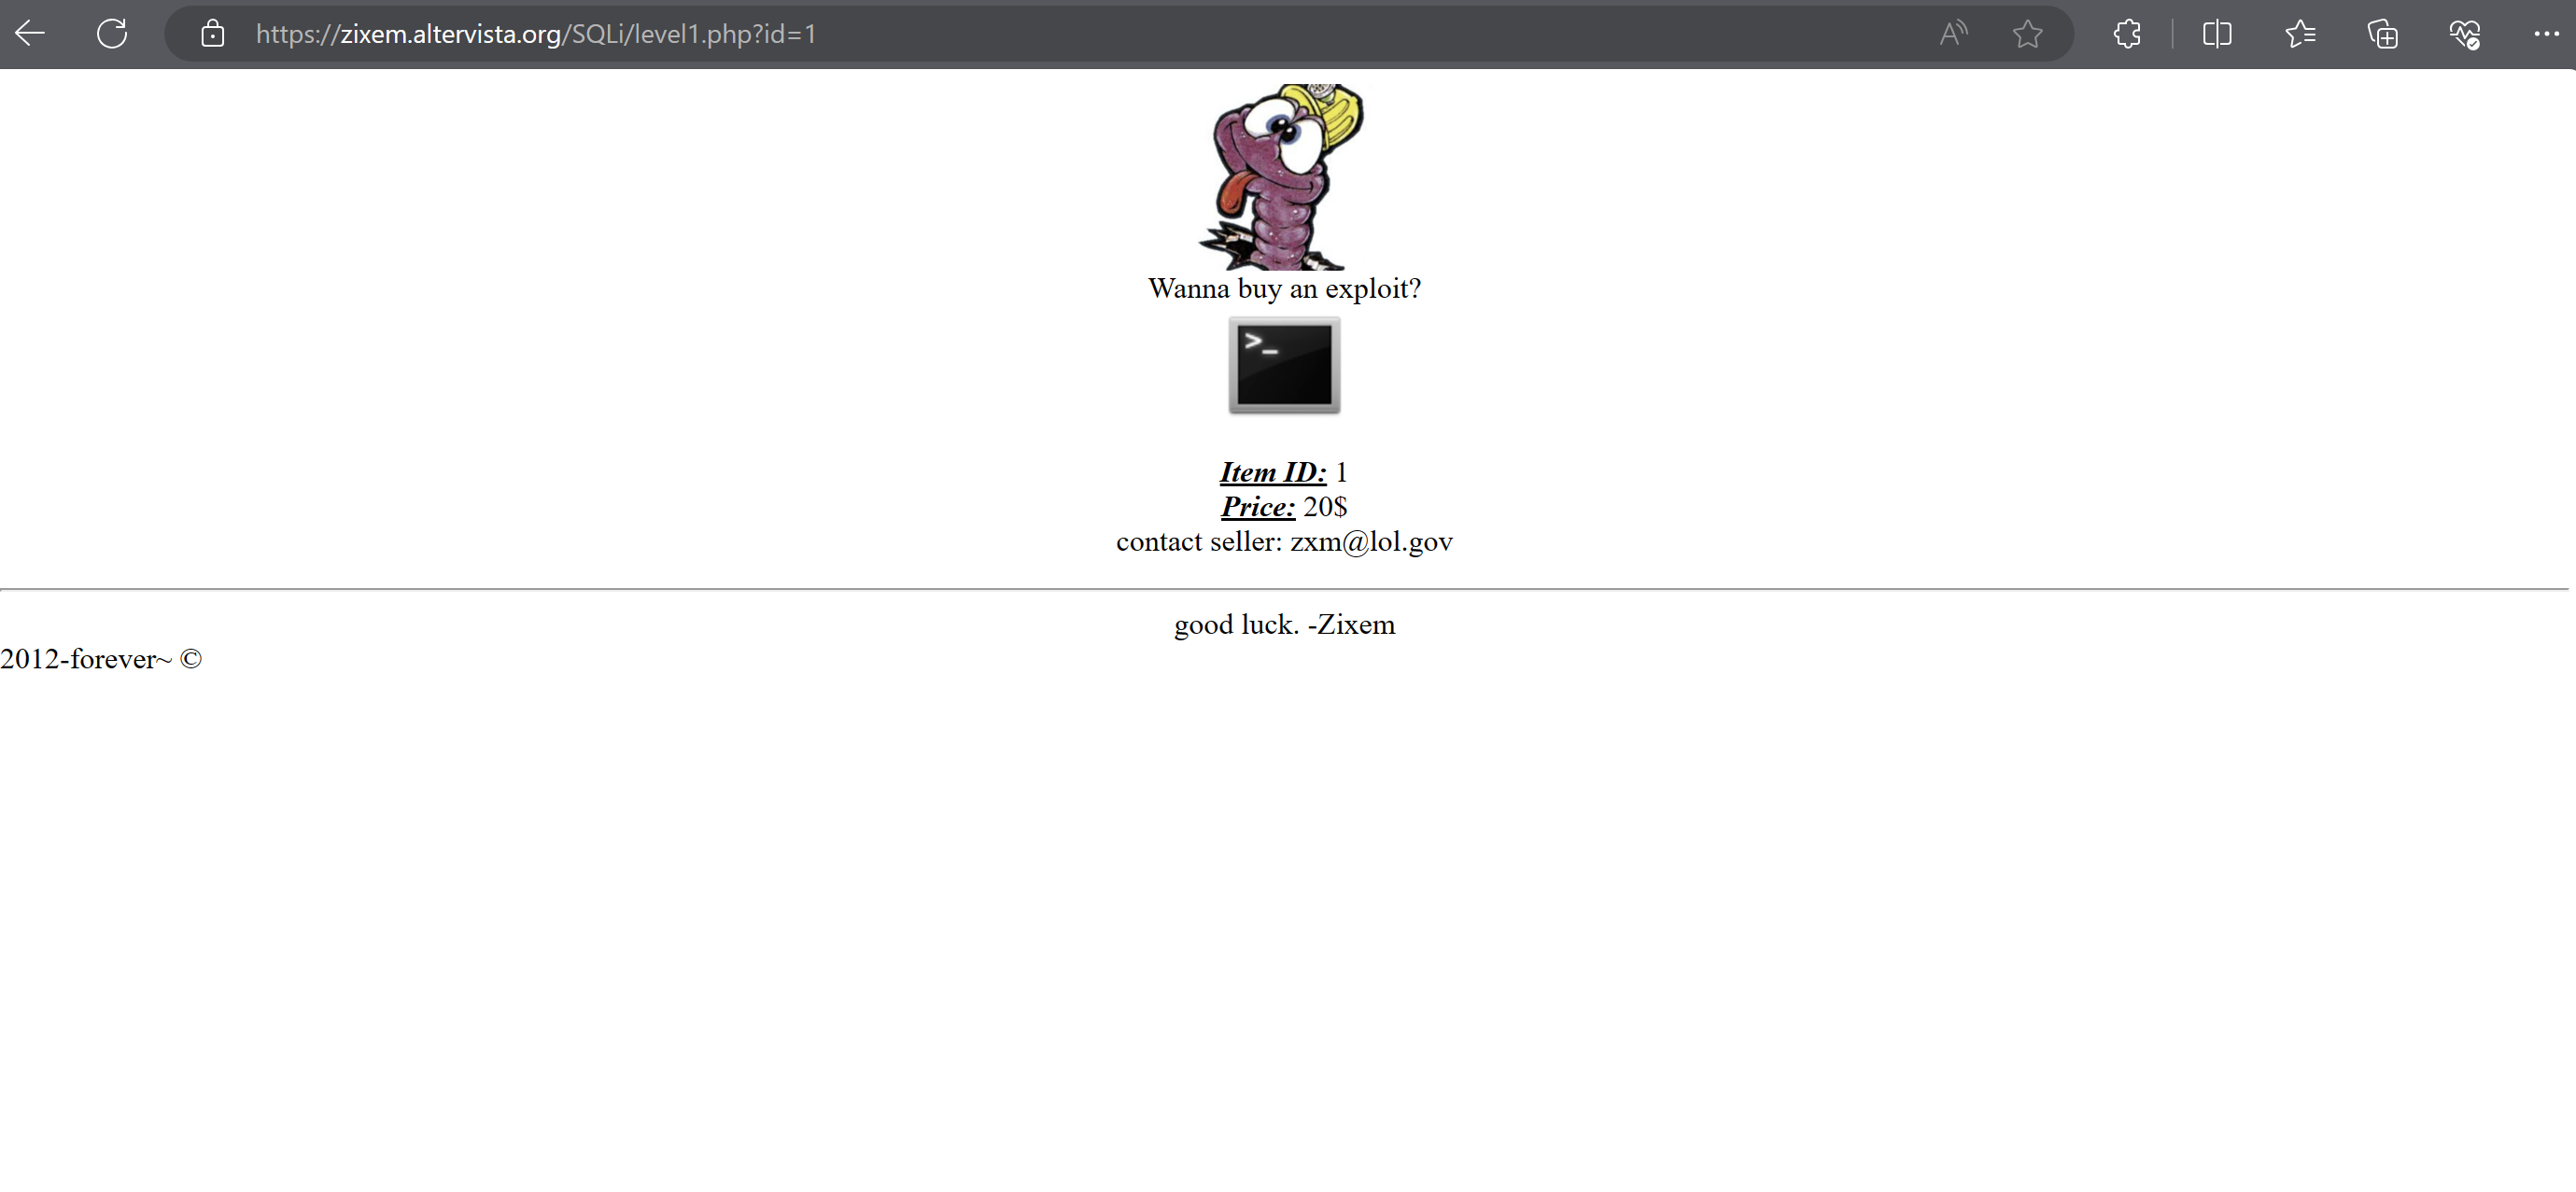 https://zixem.altervista.org/SQLi/level1.php?id=1
Wanna buy an exploit?
>_
Item ID: 1
Price: 20$
contact seller: zxm@lol.gov
good luck. -Zixem
2012-forever~ ©